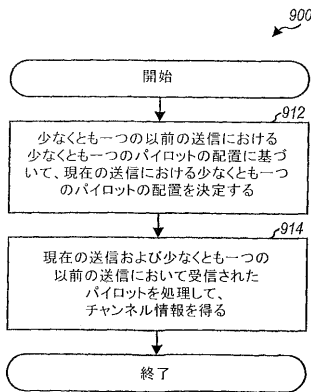 900
開始
912
少なくとも一つの以前の送信における
少なくとも一つのパイロットの配置に基づ
いて、現在の送信における少なくとも一つ
のパイロットの配置を決定する
914
現在の送信および少なくとも一つの
以前の送信において受信された
パイロットを処理して、
チャンネル情報を得る
終了